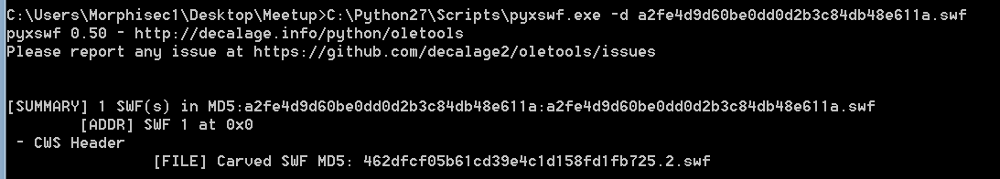 C:\Users\Morphisec1\Desktop\Meetup>C:\Python27\Scripts\pyxswf.exe -d a2fe4d9d60be0dd0d2b3c84db48e611a.swf
pyxswf 0.50 - http://decalage.info/python/oletools
Please report any issue at https://github.com/decalage2/oletools/issues
[SUMMARY] 1 SWF(s) in MD5:a2fe4d9d60be0dd0d2b3c84db48e611a:a2fe4d9d60be0dd0d2b3c84db48e611a.swf
[ADDR] SWF 1 at 0x0
- CWS Header
[FILE] Carved SWF MD5: 462dfcf05b61cd39e4c1d158fd1fb725.2.swf